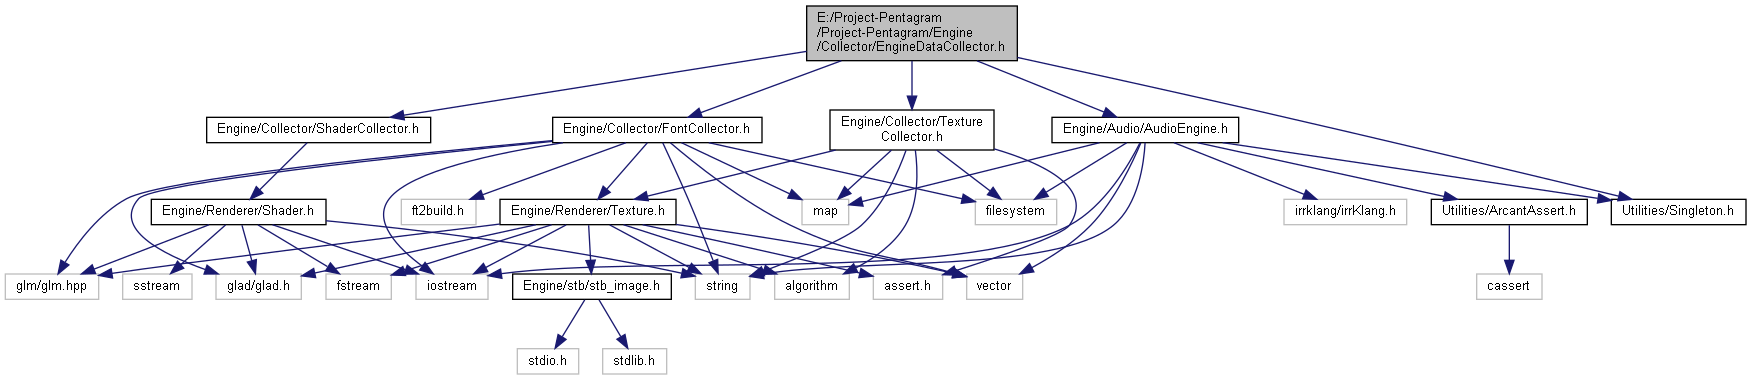 E:/Project-Pentagram
/Project-Pentagram/Engine
/Collector/EngineDataCollector.h
Engine/Collector/ShaderCollector.h
Engine/Collector/FontCollector.h
Engine/Collector/Texture
Collector.h
Engine/Audio/AudioEngine.h
Engine/Renderer/Shader.h
ft2build.h
Engine/Renderer/Texture.h
map
filesystem
irrklang/irrKlang.h
Utilities/ArcantAssert.h
Utilities/Singleton.h
glm/glm.hpp
sstream
glad/glad.h
fstream
iostream
Engine/stb/stb_image.h
string
algorithm
assert.h
vector
cassert
stdio.h
stdlib.h